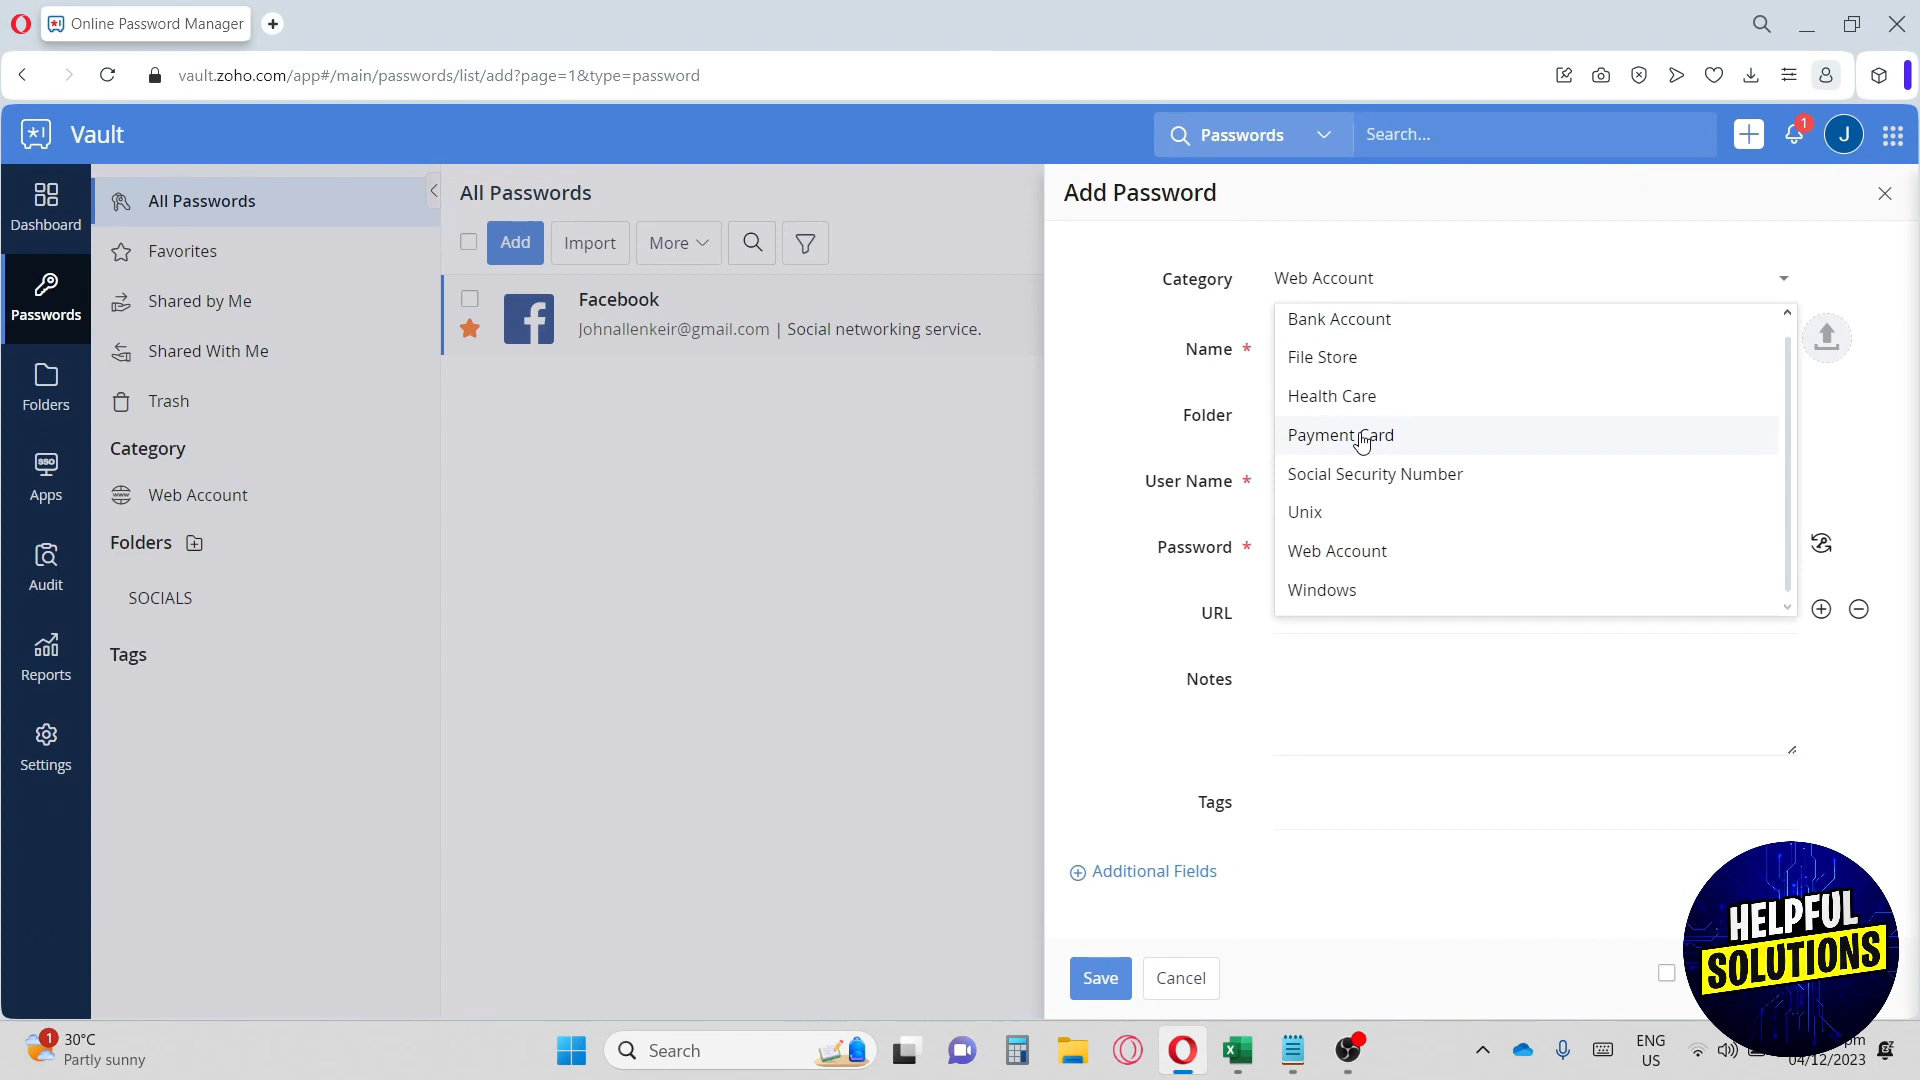 Online Password Manager
vault.zoho.com/app#/main/passwords/list/add?page=1&type=password
Vault
Passwords
Search...
1
J
Dashboard
Passwords
Folders
SSO
Apps
Audit
Reports
Settings
All Passwords
Favorites
Shared by Me
Shared With Me
Trash
Category
Web Account
Folders
SOCIALS
Tags
All Passwords
Add
Import
More
Facebook
Johnallenkeir@gmail.com | Social networking service.
Add Password
Category
Web Account
Bank Account
File Store
Health Care
Payment Card
Social Security Number
Unix
Web Account
Windows
Name *
Folder
User Name *
Password *
URL
Notes
Tags
Additional Fields
Save
Cancel
HELPFUL
SOLUTIONS
1
30°C
Partly sunny
Search
ENG
US
pm
04/12/2023